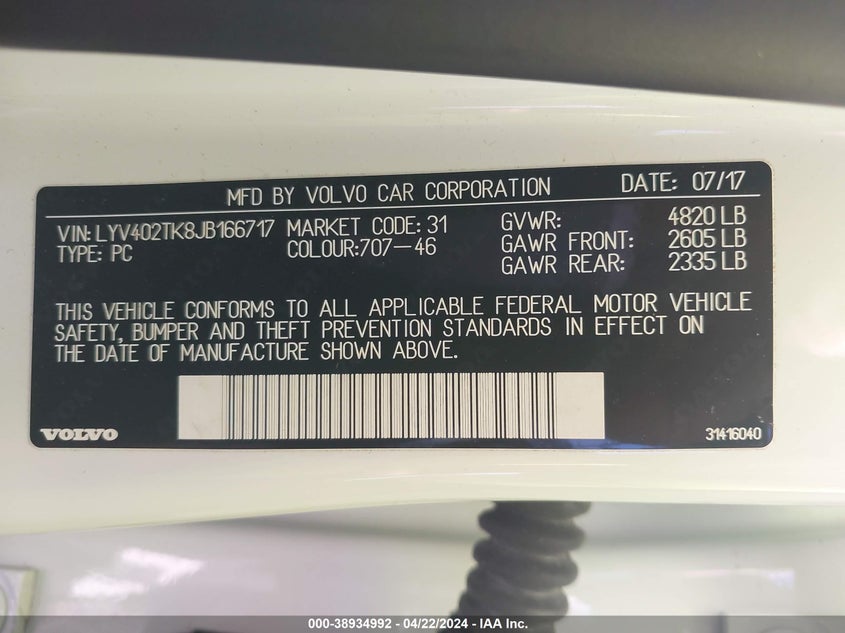 MFD BY VOLVO CAR CORPORATION DATE: 07/17
VIN: LYV402TK8JB166717 MARKET CODE: 31 GVWR: 4820 LB
TYPE: PC COLOUR:707-46 GAWR FRONT: 2605 LB
GAWR REAR: 2335 LB
THIS VEHICLE CONFORMS TO ALL APPLICABLE FEDERAL MOTOR VEHICLE
SAFETY, BUMPER AND THEFT PREVENTION STANDARDS IN EFFECT ON
THE DATE OF MANUFACTURE SHOWN ABOVE.
VOLVO 31416040
000-38934992 - 04/22/2024 - IAA Inc.